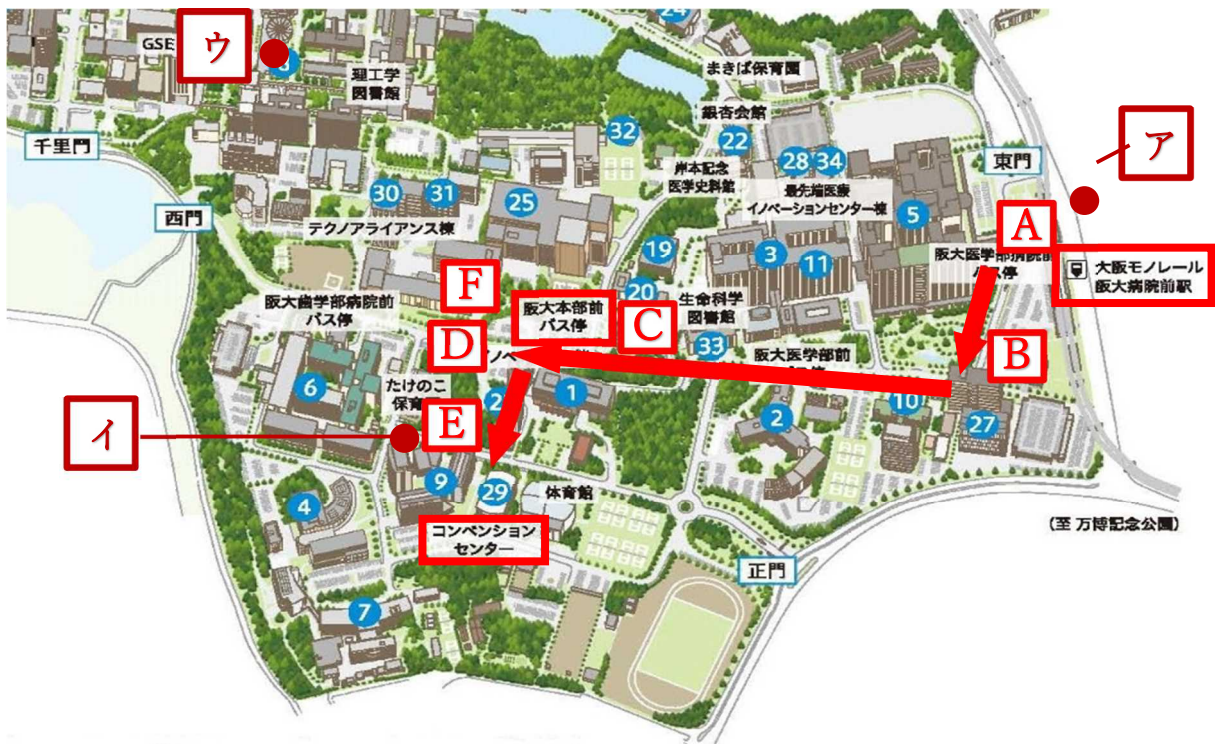 24
GSE
ウ
8
理工学
図書館
まきば保育園
銀杏会館
22
32
28
34
千里門
東門
ア
岸本記念
医学史料館
最先端医療
イノベーションセンター棟
西門
30
31
25
5
テクノアライアンス棟
A
19
3
11
阪大医学部病院前
バス停
大阪モノレール
阪大病院前駅
F
20
生命科学
図書館
阪大歯学部病院前
バス停
阪大本部前
バス停
C
D
33
B
イノベ
阪大医学部前
バス停
6
たけのこ
保育
1
10
2
27
イ
E
9
29
4
体育館
コンベンション
センター
(至 万博記念公園)
正門
7